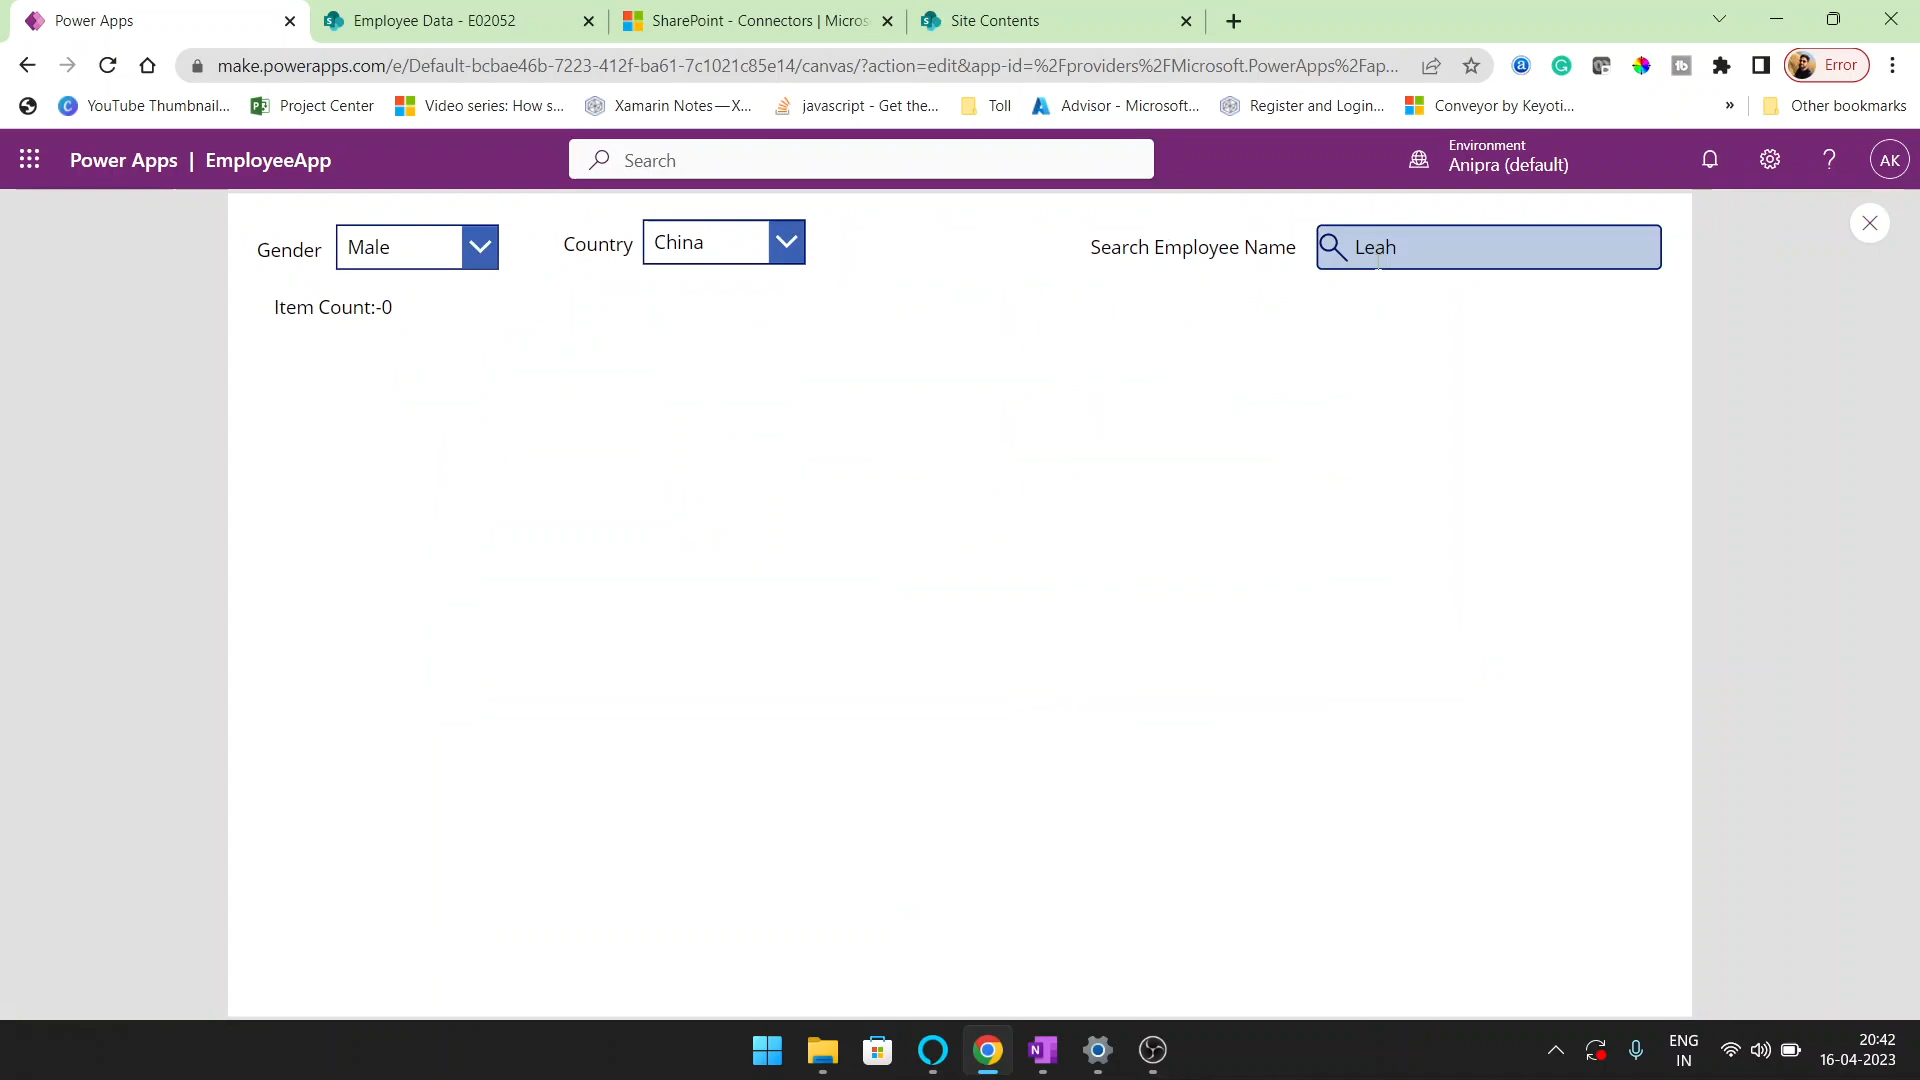 Power Apps
Employee Data - E02052
SharePoint - Connectors | Micros
Site Contents
make.powerapps.com/e/Default-bcbae46b-7223-412f-ba61-7c1021c85e14/canvas/?action=edit&app-id=%2Fproviders%2FMicrosoft.PowerApps%2Fap...
Error
YouTube Thumbnail...
Project Center
Video series: How s...
Xamarin Notes — X...
javascript - Get the...
Toll
Advisor - Microsoft...
Register and Login...
Conveyor by Keyoti...
»
Other bookmarks
Power Apps | EmployeeApp
Search
Environment
Anipra (default)
AK
Gender
Male
Country
China
Search Employee Name
Leah
Item Count:-0
ENG
IN
20:42
16-04-2023